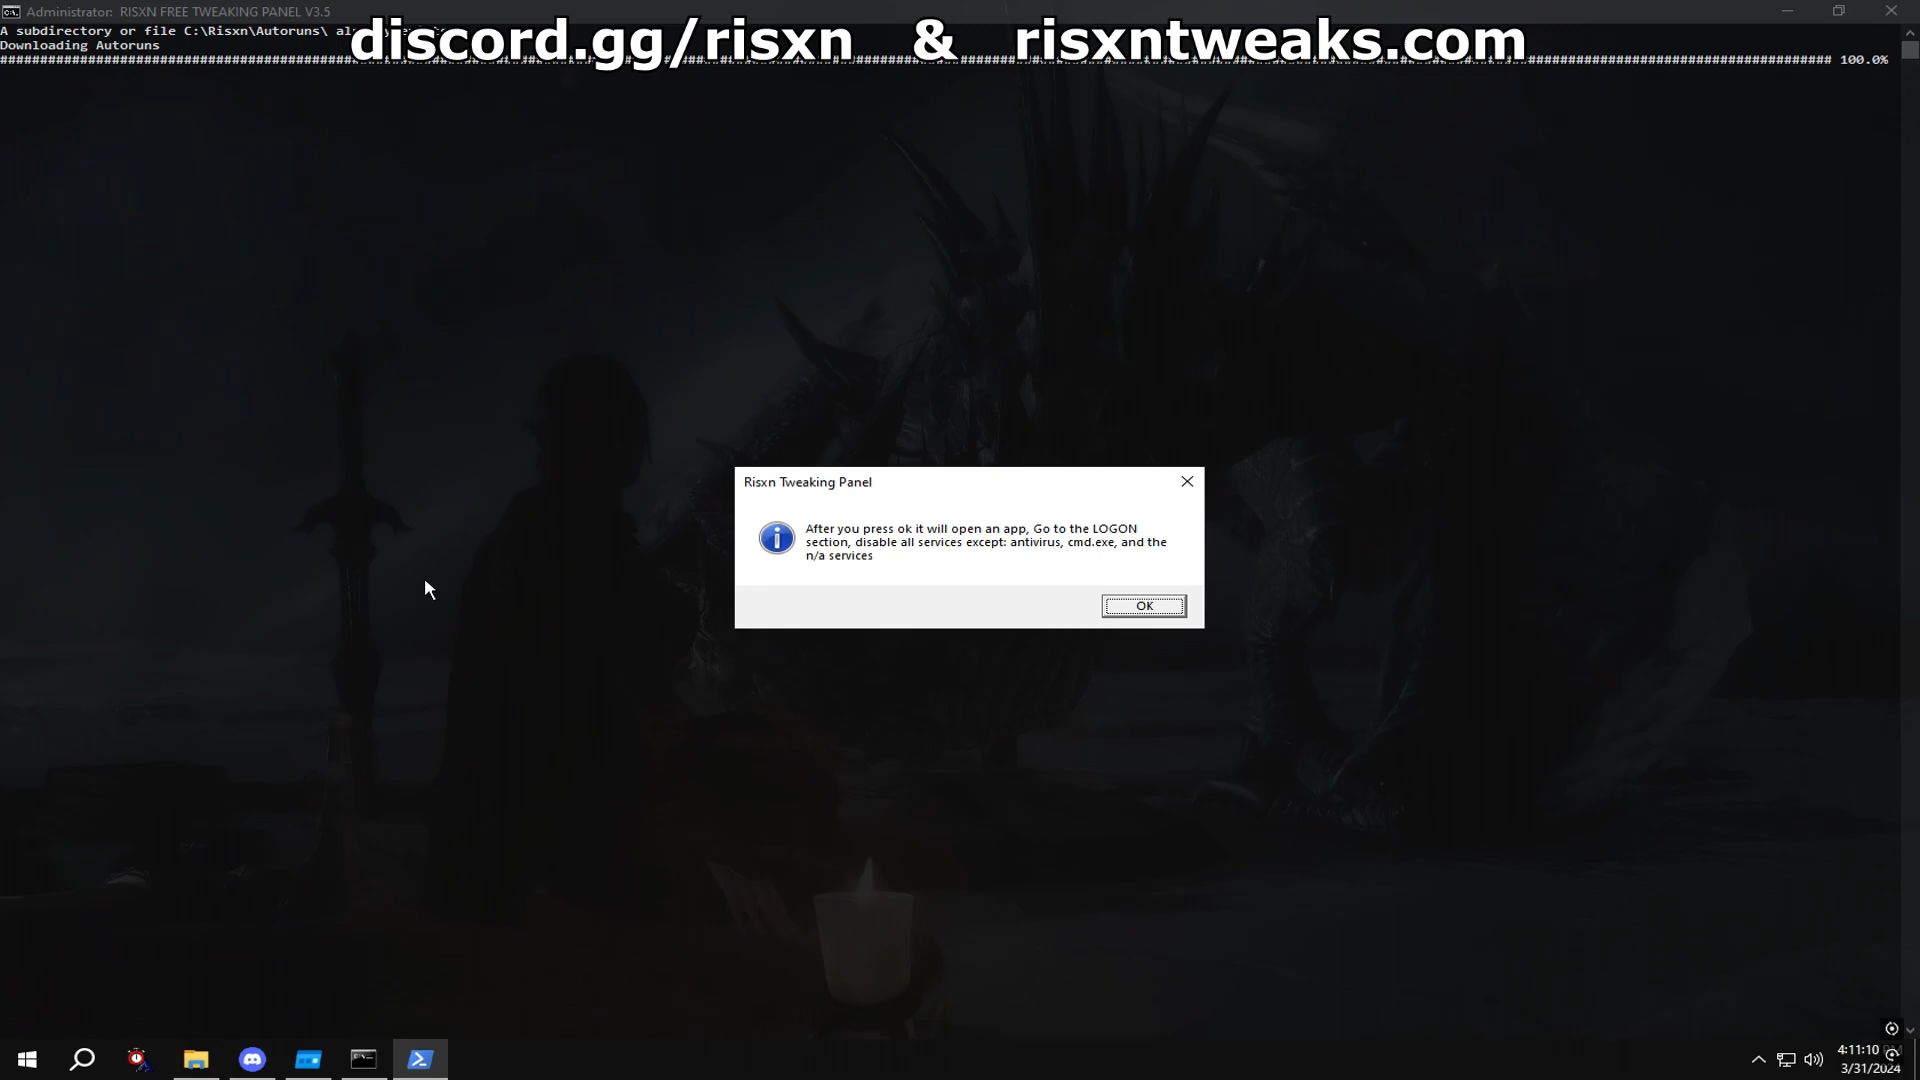 Administrator: RISXN FREE TWEAKING PANEL V3.5
A subdirectory or file C:\Risxn\Autoruns\
discord.gg/risxn & risxntweaks.com
Downloading Autoruns
100.0%
Risxn Tweaking Panel
After you press ok it will open an app, Go to the LOGON
section, disable all services except: antivirus, cmd.exe, and the
n/a services
OK
4:11:10
3/31/2024